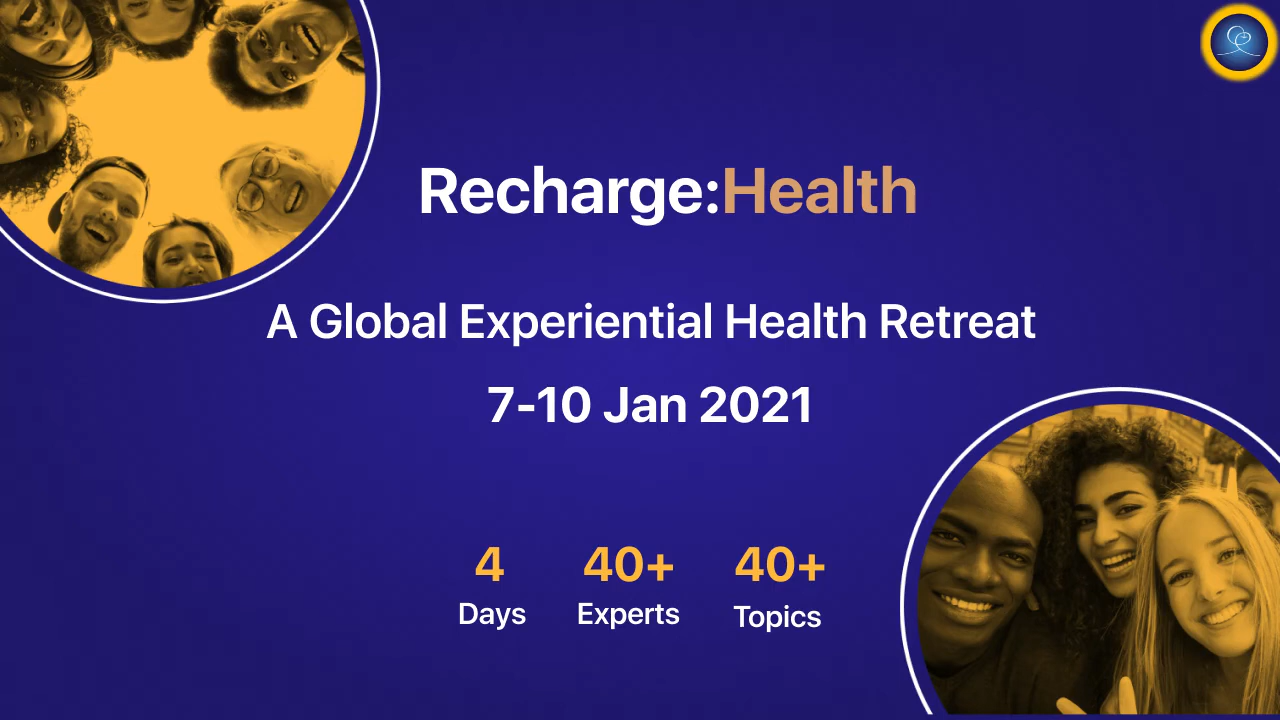 Recharge:Health
A Global Experiential Health Retreat
7-10 Jan 2021
4 40+ 40+
Days Experts Topics